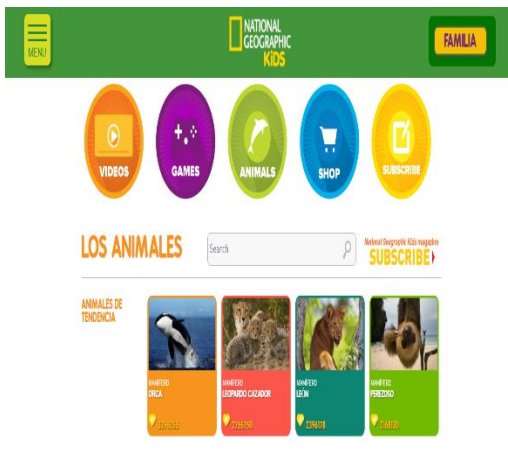 MENU
NATIONAL
GEOGRAPHIC
KiDS
FAMILIA
VIDEOS
GAMES
ANIMALS
SHOP
SUBSCRIBE
LOS ANIMALES
Search
National Geographic Kids magazine
SUBSCRIBE
ANIMALES DE
TENDENCIA
MAMÍFERO
ORCA
MAMÍFERO
LEOPARDO CAZADOR
2765750
MAMÍFERO
LEÓN
MAMÍFERO
PEREZOSO